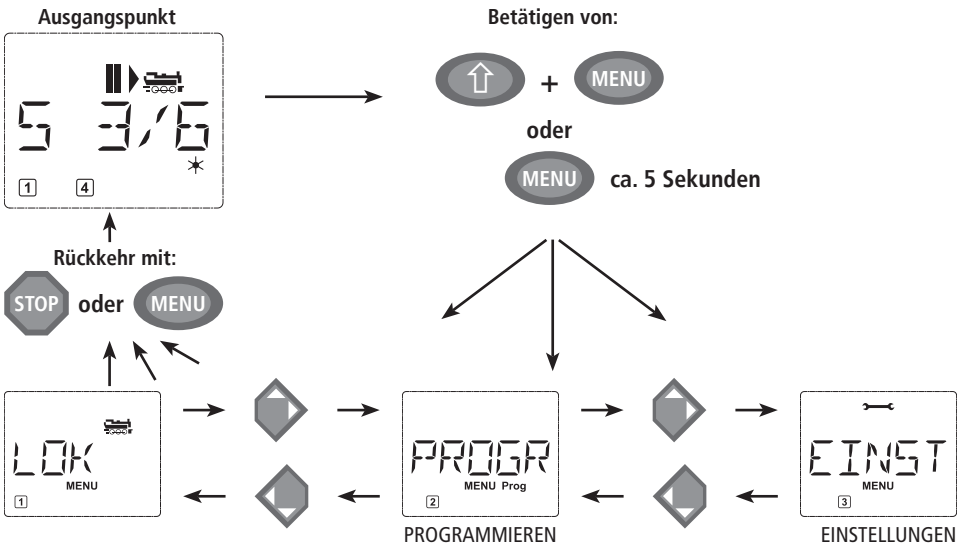 Ausgangspunkt
Betätigen von:
S 3/6
1 4
+ MENU
oder
MENU ca. 5 Sekunden
Rückkehr mit:
STOP oder MENU
LOK
MENU
1
PROGR
MENU Prog
2
PROGRAMMIEREN
EINST
MENU
3
EINSTELLUNGEN